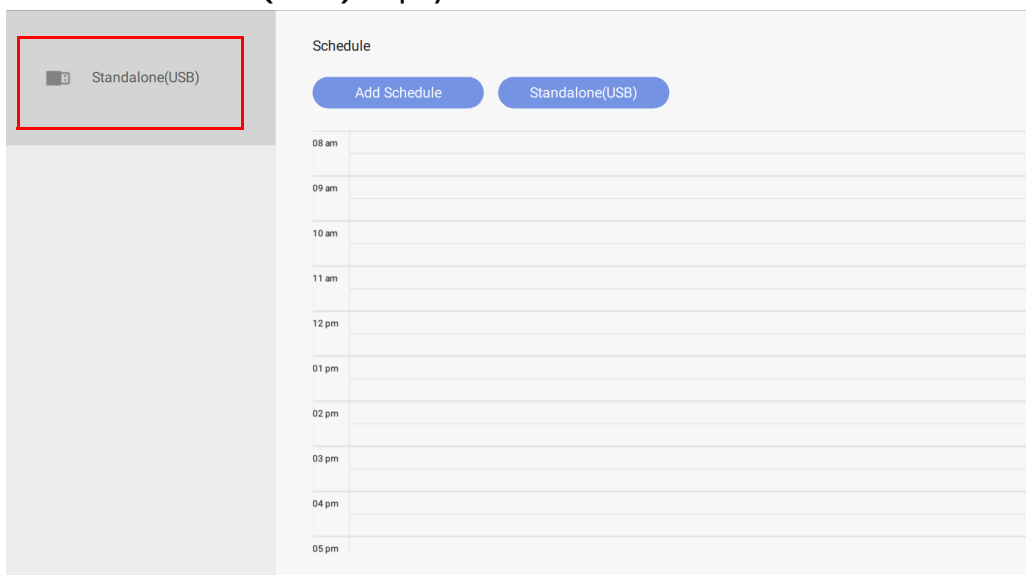 Standalone(USB)
Schedule
Add Schedule
Standalone(USB)
08 am
09 am
10 am
11 am
12 pm
01 pm
02 pm
03 pm
04 pm
05 pm